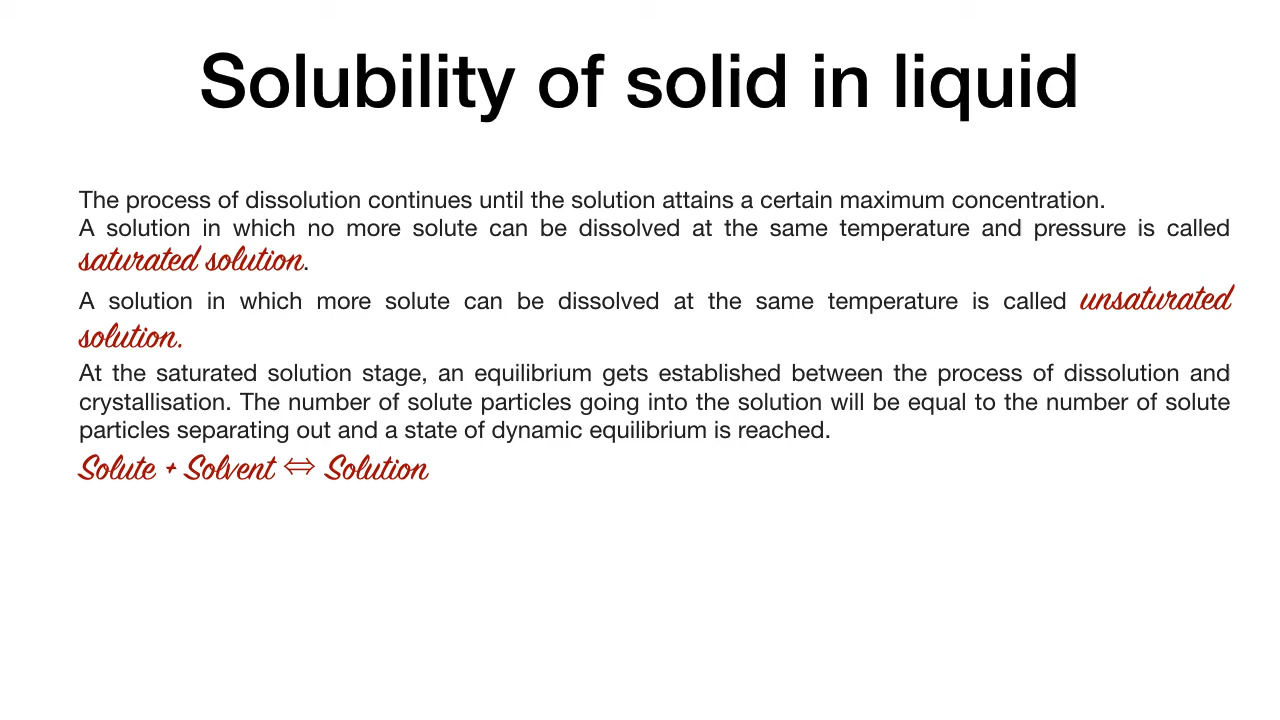 Solubility of solid in liquid
The process of dissolution continues until the solution attains a certain maximum concentration.
A solution in which no more solute can be dissolved at the same temperature and pressure is called
saturated solution.
A solution in which more solute can be dissolved at the same temperature is called unsaturated
solution.
At the saturated solution stage, an equilibrium gets established between the process of dissolution and
crystallisation. The number of solute particles going into the solution will be equal to the number of solute
particles separating out and a state of dynamic equilibrium is reached.
Solute + Solvent ⇔ Solution